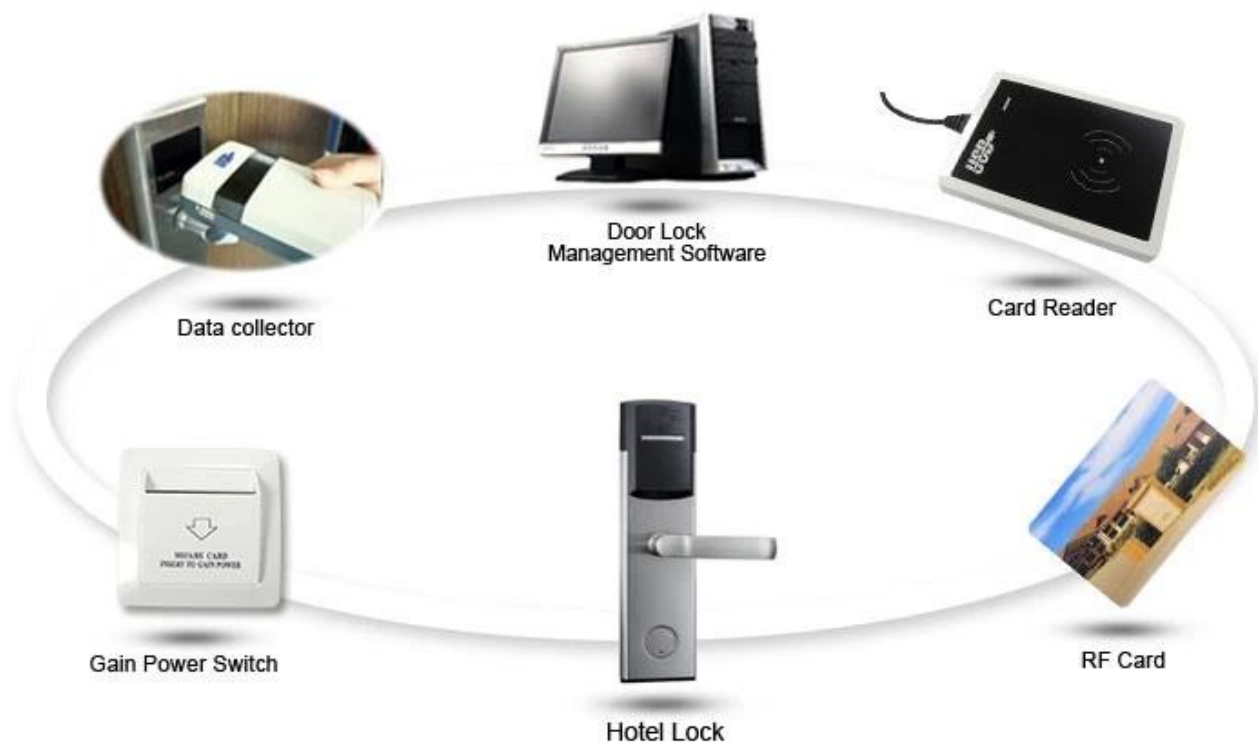 Door Lock
Management Software
Card Reader
Data collector
MIFARE CARD
INSERT TO GAIN POWER
Gain Power Switch
RF Card
Hotel Lock